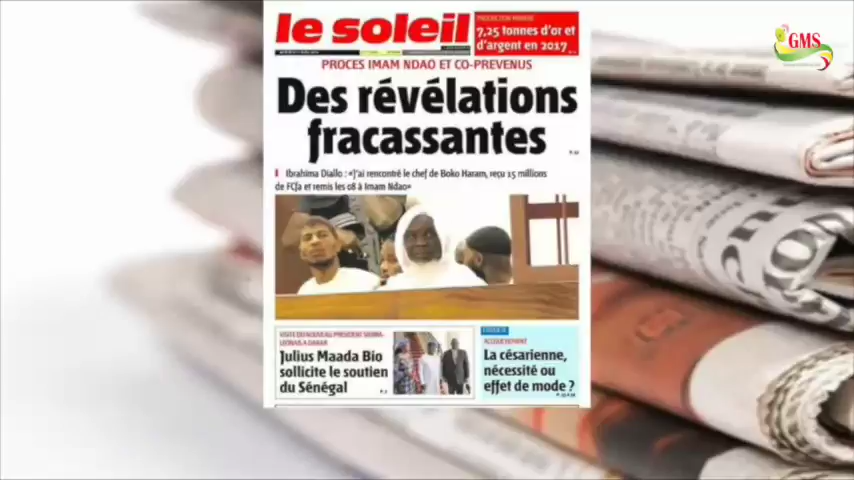 le soleil
7,25 tonnes d'or et
d'argent en 2017
GMS
PROCES IMAM NDAO ET CO-PREVENUS
Des révélations
fracassantes
Ibrahima Diallo : «J'ai rencontré le chef de Boko Haram, reçu 15 millions
de FCfa et remis les 08 à Imam Ndao»
VISITE DU NOUVEAU PRESIDENT SIERRA-
LEONAIS A DAKAR
Julius Maada Bio
sollicite le soutien
du Sénégal
ACCOUCHEMENT
La césarienne,
nécessité ou
effet de mode ?